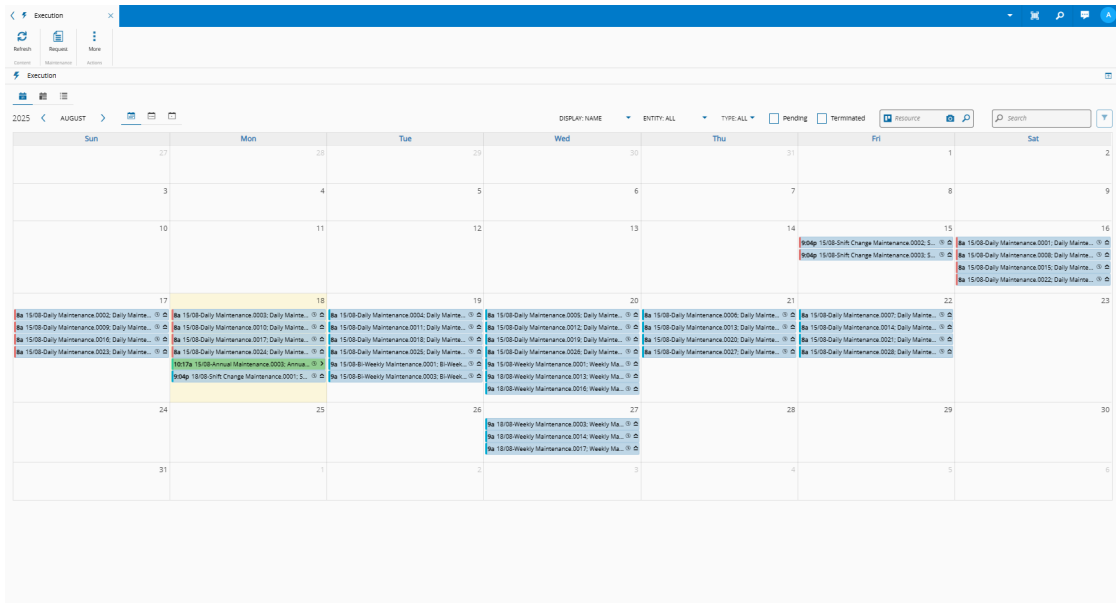 Execution
A
Refresh
Request
More
Content
Maintenance
Actions
Execution
2025
AUGUST
DISPLAY: NAME
ENTITY: ALL
TYPE: ALL
Pending
Terminated
Resource
Search
Sun Mon Tue Wed Thu Fri Sat
27 28 29 30 31 1 2
3 4 5 6 7 8 9
10 11 12 13 14 15 16
9:04p 15/08-Shift Change Maintenance.0002; S...
9:04p 15/08-Shift Change Maintenance.0003; S...
8a 15/08-Daily Maintenance.0001; Daily Mainte...
8a 15/08-Daily Maintenance.0008; Daily Mainte...
8a 15/08-Daily Maintenance.0015; Daily Mainte...
8a 15/08-Daily Maintenance.0022; Daily Mainte...
17 18 19 20 21 22 23
8a 15/08-Daily Maintenance.0002; Daily Mainte...
8a 15/08-Daily Maintenance.0009; Daily Mainte...
8a 15/08-Daily Maintenance.0016; Daily Mainte...
8a 15/08-Daily Maintenance.0023; Daily Mainte...
8a 15/08-Daily Maintenance.0003; Daily Mainte...
8a 15/08-Daily Maintenance.0010; Daily Mainte...
8a 15/08-Daily Maintenance.0017; Daily Mainte...
8a 15/08-Daily Maintenance.0024; Daily Mainte...
10:17a 15/08-Annual Maintenance.0003; Annua...
9:04p 18/08-Shift Change Maintenance.0001; S...
8a 15/08-Daily Maintenance.0004; Daily Mainte...
8a 15/08-Daily Maintenance.0011; Daily Mainte...
8a 15/08-Daily Maintenance.0018; Daily Mainte...
8a 15/08-Daily Maintenance.0025; Daily Mainte...
9a 15/08-Bi-Weekly Maintenance.0001; Bi-Week...
9a 15/08-Bi-Weekly Maintenance.0003; Bi-Week...
8a 15/08-Daily Maintenance.0005; Daily Mainte...
8a 15/08-Daily Maintenance.0012; Daily Mainte...
8a 15/08-Daily Maintenance.0019; Daily Mainte...
8a 15/08-Daily Maintenance.0026; Daily Mainte...
9a 15/08-Weekly Maintenance.0001; Weekly Ma...
9a 18/08-Weekly Maintenance.0013; Weekly Ma...
9a 18/08-Weekly Maintenance.0016; Weekly Ma...
8a 15/08-Daily Maintenance.0006; Daily Mainte...
8a 15/08-Daily Maintenance.0013; Daily Mainte...
8a 15/08-Daily Maintenance.0020; Daily Mainte...
8a 15/08-Daily Maintenance.0027; Daily Mainte...
8a 15/08-Daily Maintenance.0007; Daily Mainte...
8a 15/08-Daily Maintenance.0014; Daily Mainte...
8a 15/08-Daily Maintenance.0021; Daily Mainte...
8a 15/08-Daily Maintenance.0028; Daily Mainte...
24 25 26 27 28 29 30
9a 18/08-Weekly Maintenance.0003; Weekly Ma...
9a 18/08-Weekly Maintenance.0014; Weekly Ma...
9a 18/08-Weekly Maintenance.0017; Weekly Ma...
31 1 2 3 4 5 6